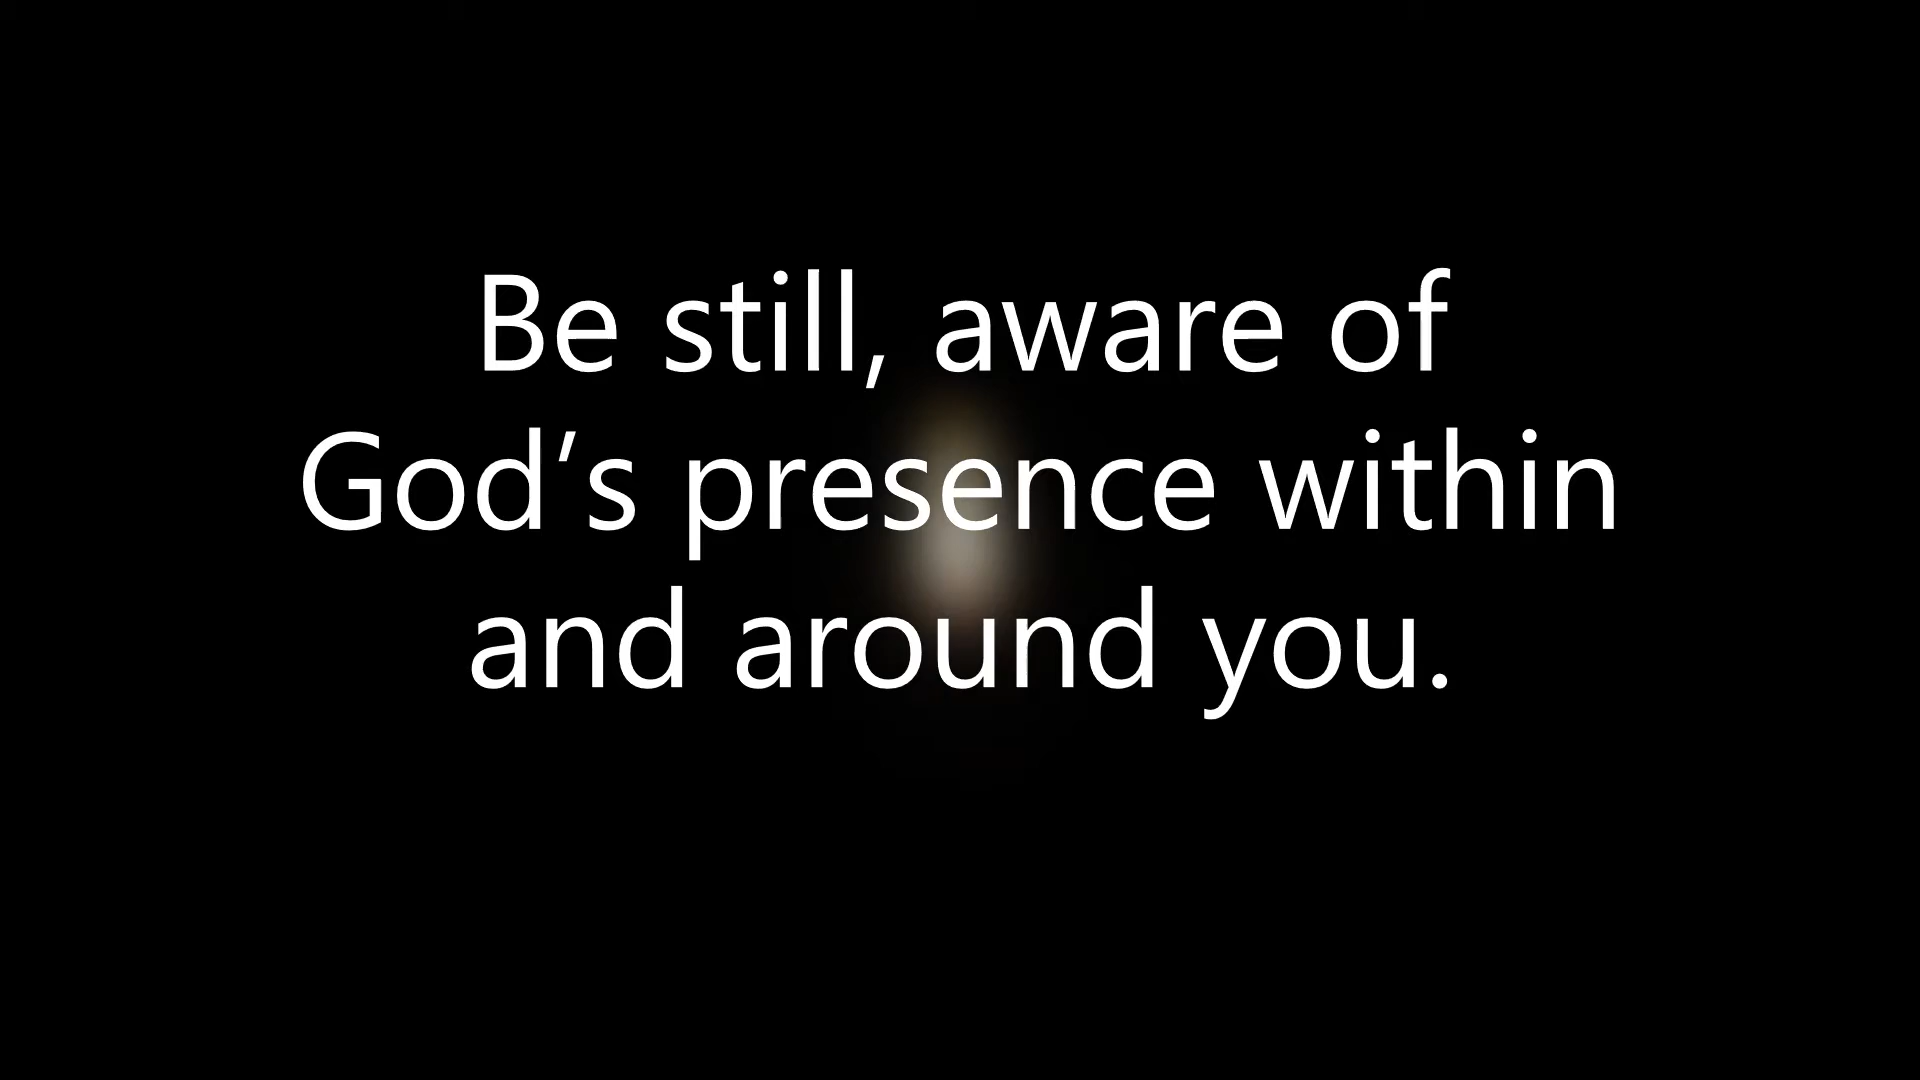 Be still, aware of
God’s presence within
and around you.